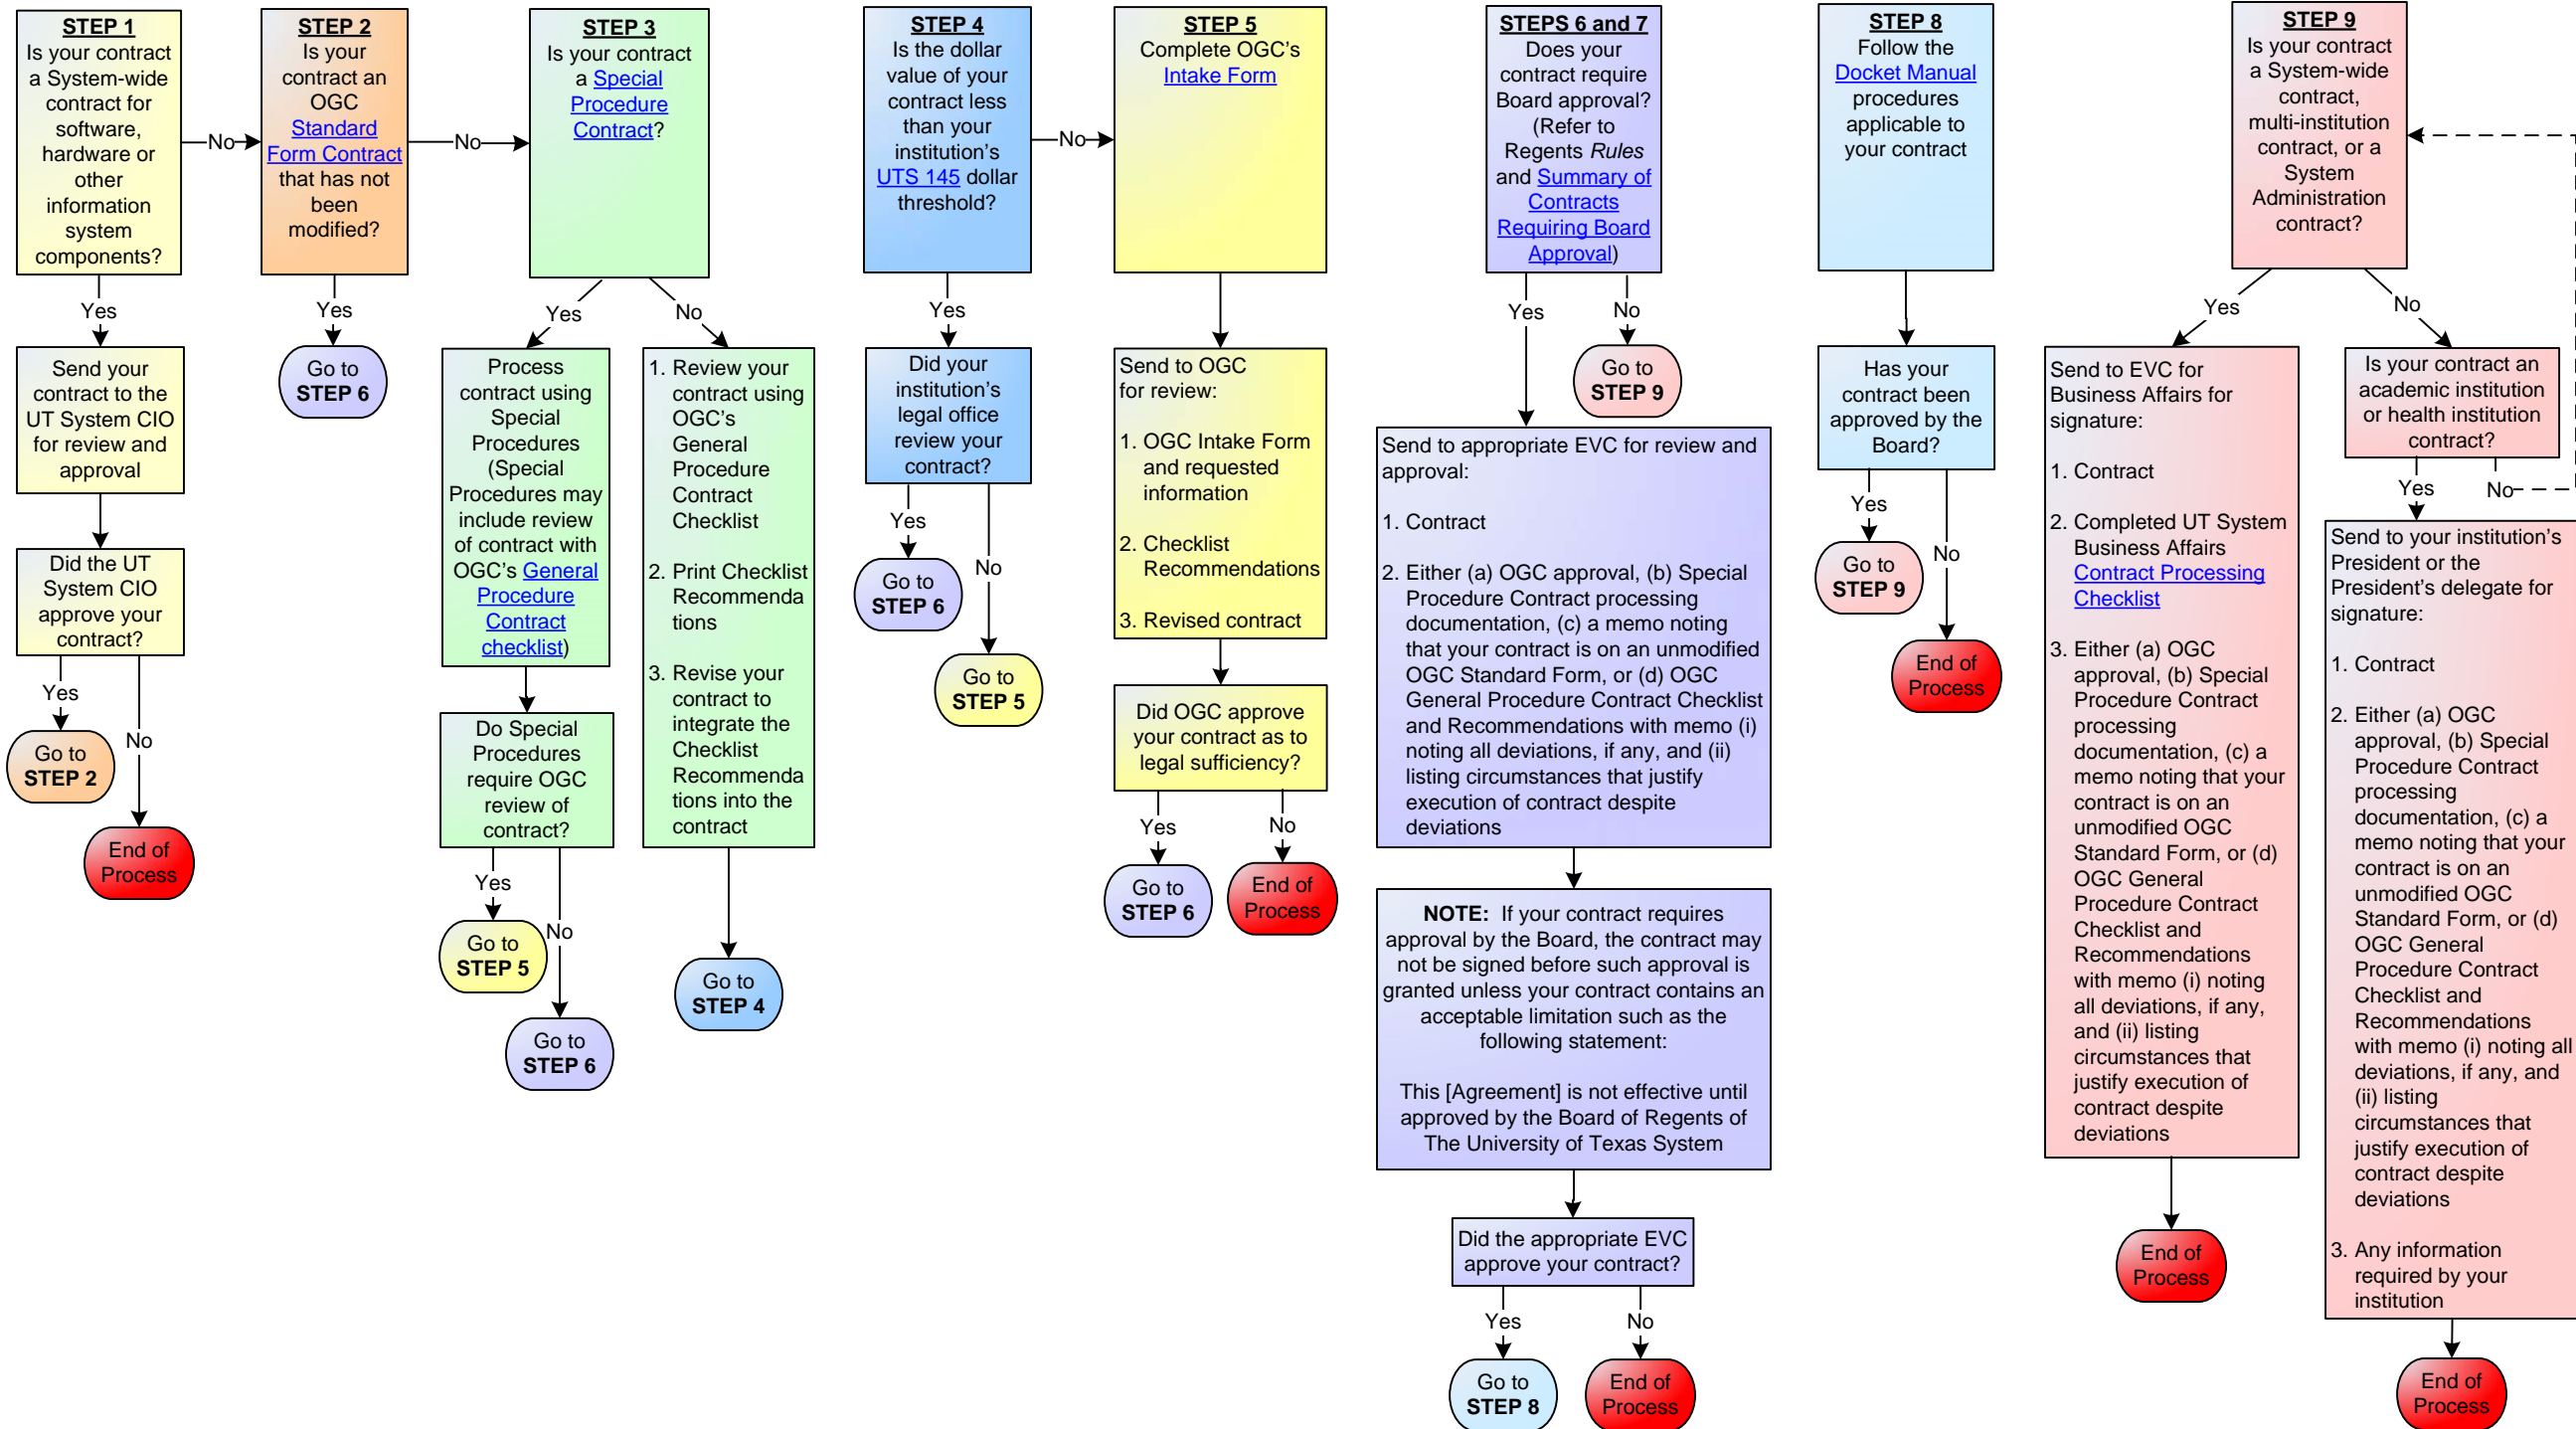 STEP 1
Is your contract
a System-wide
contract for
software,
hardware or
other
information
system
components?
No
Yes
Send your
contract to the
UT System CIO
for review and
approval
Did the UT
System CIO
approve your
contract?
Yes
No
Go to
STEP 2
End of
Process
STEP 2
Is your
contract an
OGC
Standard
Form Contract
that has not
been
modified?
No
Yes
Go to
STEP 6
STEP 3
Is your contract
a Special
Procedure
Contract?
Yes
No
Process
contract using
Special
Procedures
(Special
Procedures may
include review
of contract with
OGC's General
Procedure
Contract
checklist)
Do Special
Procedures
require OGC
review of
contract?
Yes
No
Go to
STEP 5
Go to
STEP 6
1. Review your
contract using
OGC's
General
Procedure
Contract
Checklist
2. Print Checklist
Recommenda
tions
3. Revise your
contract to
integrate the
Checklist
Recommenda
tions into the
contract
Go to
STEP 4
STEP 4
Is the dollar
value of your
contract less
than your
institution's
UTS 145 dollar
threshold?
No
Yes
Did your
institution's
legal office
review your
contract?
Yes
No
Go to
STEP 6
Go to
STEP 5
STEP 5
Complete OGC's
Intake Form
Send to OGC
for review:
1. OGC Intake Form
and requested
information
2. Checklist
Recommendations
3. Revised contract
Did OGC approve
your contract as to
legal sufficiency?
Yes
No
Go to
STEP 6
End of
Process
STEPS 6 and 7
Does your
contract require
Board approval?
(Refer to
Regents Rules
and Summary of
Contracts
Requiring Board
Approval)
Yes
No
Go to
STEP 9
Send to appropriate EVC for review and
approval:
1. Contract
2. Either (a) OGC approval, (b) Special
Procedure Contract processing
documentation, (c) a memo noting
that your contract is on an unmodified
OGC Standard Form, or (d) OGC
General Procedure Contract Checklist
and Recommendations with memo (i)
noting all deviations, if any, and (ii)
listing circumstances that justify
execution of contract despite
deviations
NOTE: If your contract requires
approval by the Board, the contract may
not be signed before such approval is
granted unless your contract contains an
acceptable limitation such as the
following statement:
This [Agreement] is not effective until
approved by the Board of Regents of
The University of Texas System
Did the appropriate EVC
approve your contract?
Yes
No
Go to
STEP 8
End of
Process
STEP 8
Follow the
Docket Manual
procedures
applicable to
your contract
Has your
contract been
approved by the
Board?
Yes
No
Go to
STEP 9
End of
Process
STEP 9
Is your contract
a System-wide
contract,
multi-institution
contract, or a
System
Administration
contract?
Yes
No
Send to EVC for
Business Affairs for
signature:
1. Contract
2. Completed UT System
Business Affairs
Contract Processing
Checklist
3. Either (a) OGC
approval, (b) Special
Procedure Contract
processing
documentation, (c) a
memo noting that your
contract is on an
unmodified OGC
Standard Form, or (d)
OGC General
Procedure Contract
Checklist and
Recommendations
with memo (i) noting
all deviations, if any,
and (ii) listing
circumstances that
justify execution of
contract despite
deviations
End of
Process
Is your contract an
academic institution
or health institution
contract?
Yes
No
Send to your institution's
President or the
President's delegate for
signature:
1. Contract
2. Either (a) OGC
approval, (b) Special
Procedure Contract
processing
documentation, (c) a
memo noting that your
contract is on an
unmodified OGC
Standard Form, or (d)
OGC General
Procedure Contract
Checklist and
Recommendations
with memo (i) noting all
deviations, if any, and
(ii) listing
circumstances that
justify execution of
contract despite
deviations
3. Any information
required by your
institution
End of
Process